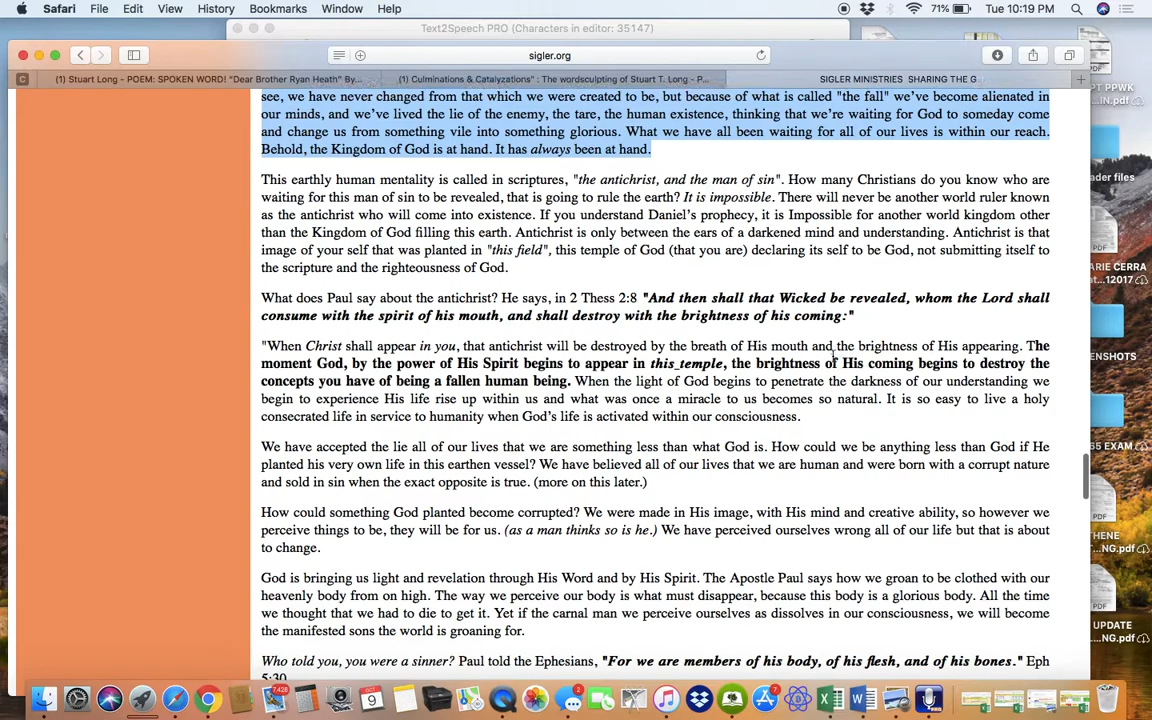 Safari File Edit View History Bookmarks Window Help 71% Tue 10:19 PM
Text2Speech PRO (Characters in editor: 35147)
sigler.org
(1) Stuart Long - POEM: SPOKEN WORD! "Dear Brother Ryan Heath" By...
(1) Culminations & Catalyzations" : The wordsculpting of Stuart T. Long - P...
SIGLER MINISTRIES SHARING THE G
see, we have never changed from that which we were created to be, but because of what is called "the fall" we've become alienated in
our minds, and we've lived the lie of the enemy, the tare, the human existence, thinking that we're waiting for God to someday come
and change us from something vile into something glorious. What we have all been waiting for all of our lives is within our reach.
Behold, the Kingdom of God is at hand. It has always been at hand.
This earthly human mentality is called in scriptures, "the antichrist, and the man of sin". How many Christians do you know who are
waiting for this man of sin to be revealed, that is going to rule the earth? It is impossible. There will never be another world ruler known
as the antichrist who will come into existence. If you understand Daniel's prophecy, it is Impossible for another world kingdom other
than the Kingdom of God filling this earth. Antichrist is only between the ears of a darkened mind and understanding. Antichrist is that
image of your self that was planted in "this field", this temple of God (that you are) declaring its self to be God, not submitting itself to
the scripture and the righteousness of God.
What does Paul say about the antichrist? He says, in 2 Thess 2:8 "And then shall that Wicked be revealed, whom the Lord shall
consume with the spirit of his mouth, and shall destroy with the brightness of his coming:"
"When Christ shall appear in you, that antichrist will be destroyed by the breath of His mouth and the brightness of His appearing. The
moment God, by the power of His Spirit begins to appear in this_temple, the brightness of His coming begins to destroy the
concepts you have of being a fallen human being. When the light of God begins to penetrate the darkness of our understanding we
begin to experience His life rise up within us and what was once a miracle to us becomes so natural. It is so easy to live a holy
consecrated life in service to humanity when God's life is activated within our consciousness.
We have accepted the lie all of our lives that we are something less than what God is. How could we be anything less than God if He
planted his very own life in this earthen vessel? We have believed all of our lives that we are human and were born with a corrupt nature
and sold in sin when the exact opposite is true. (more on this later.)
How could something God planted become corrupted? We were made in His image, with His mind and creative ability, so however we
perceive things to be, they will be for us. (as a man thinks so is he.) We have perceived ourselves wrong all of our life but that is about
to change.
God is bringing us light and revelation through His Word and by His Spirit. The Apostle Paul says how we groan to be clothed with our
heavenly body from on high. The way we perceive our body is what must disappear, because this body is a glorious body. All the time
we thought that we had to die to get it. Yet if the carnal man we perceive ourselves as dissolves in our consciousness, we will become
the manifested sons the world is groaning for.
Who told you, you were a sinner? Paul told the Ephesians, "For we are members of his body, of his flesh, and of his bones." Eph
5:30
PT PPWK
IN.pdf
PDF
ader files
PDF
ARIE CERRA
at...12017
ENSHOTS
65 EXAM
PDF
THENE
...NG.pdf
PDF
UPDATE
...NG.pdf
7,428
OCT
9
2
7
PRO